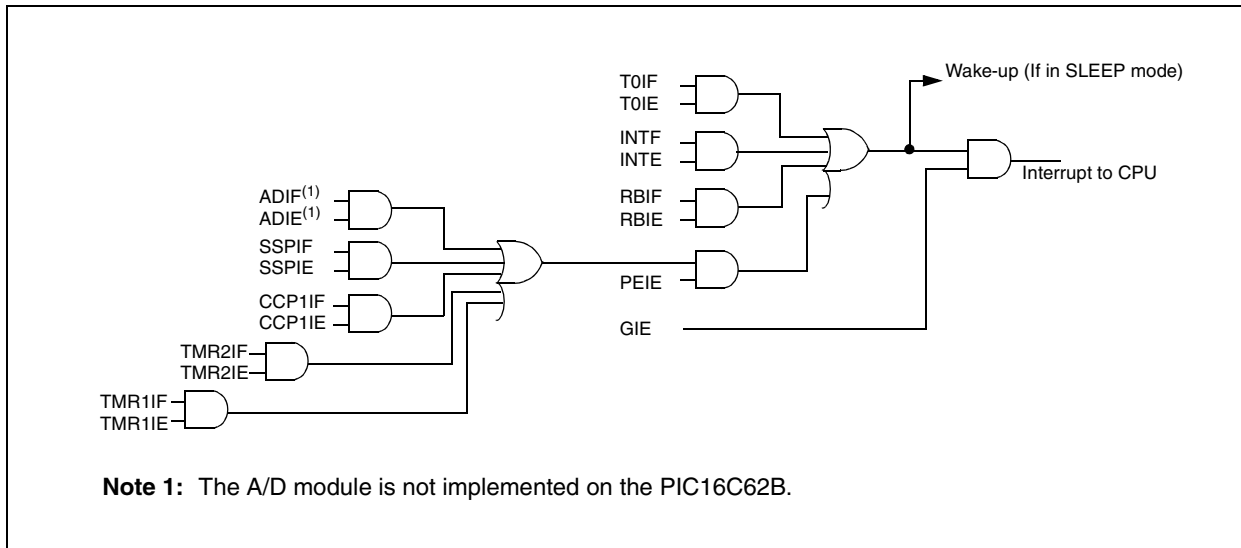 Wake-up (If in SLEEP mode)
T0IF
T0IE
INTF
INTE
Interrupt to CPU
RBIF
RBIE
ADIF(1)
ADIE(1)
SSPIF
SSPIE
PEIE
CCP1IF
CCP1IE
GIE
TMR2IF
TMR2IE
TMR1IF
TMR1IE
Note 1: The A/D module is not implemented on the PIC16C62B.